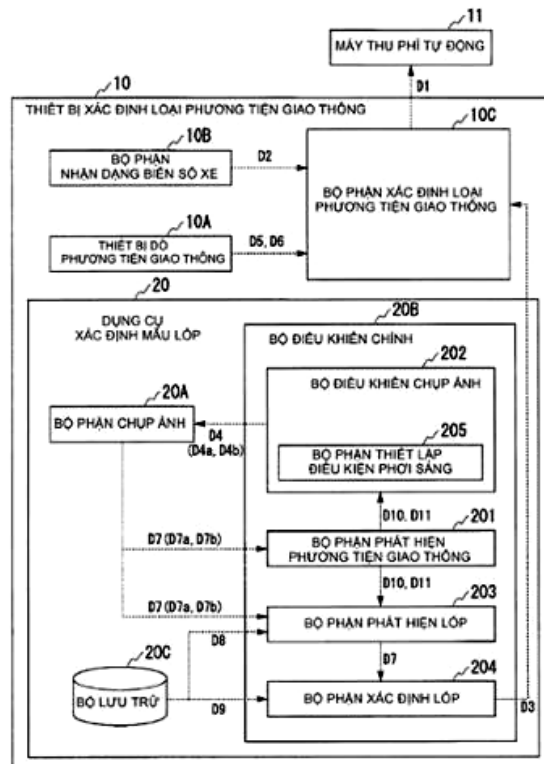 11
MÁY THU PHÍ TỰ ĐỘNG
10
D1
THIẾT BỊ XÁC ĐỊNH LOẠI PHƯƠNG TIỆN GIAO THÔNG
10C
10B
BỘ PHẬN
NHẬN DẠNG BIỂN SỐ XE
D2
BỘ PHẬN XÁC ĐỊNH LOẠI
PHƯƠNG TIỆN GIAO THÔNG
10A
THIẾT BỊ DÒ
PHƯƠNG TIỆN GIAO THÔNG
D5, D6
20
DỤNG CỤ
XÁC ĐỊNH MẪU LỐP
20B
BỘ ĐIỀU KHIỂN CHÍNH
202
BỘ ĐIỀU KHIỂN CHỤP ẢNH
20A
BỘ PHẬN CHỤP ẢNH
D4
(D4a, D4b)
205
BỘ PHẬN THIẾT LẬP
ĐIỀU KIỆN PHƠI SÁNG
D10, D11
201
D7 (D7a, D7b)
BỘ PHẬN PHÁT HIỆN
PHƯƠNG TIỆN GIAO THÔNG
D10, D11
203
D7 (D7a, D7b)
BỘ PHẬN PHÁT HIỆN LỐP
D8
20C
D7
204
BỘ LƯU TRỮ
D9
BỘ PHẬN XÁC ĐỊNH LỐP
D3